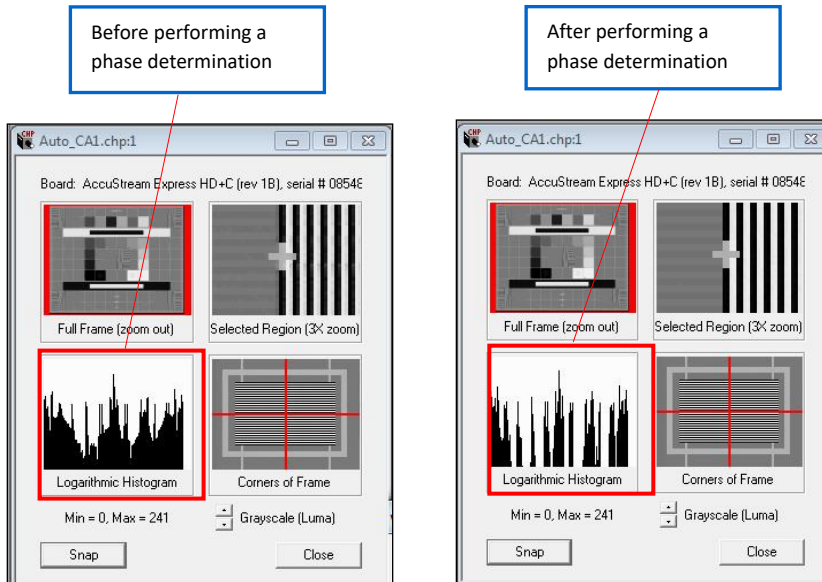 Before performing a
phase determination
After performing a
phase determination
CHP
Auto_CA1.chp:1
Board: AccuStream Express HD+C (rev 1B), serial # 08548
Full Frame (zoom out)
Selected Region (3X zoom)
Logarithmic Histogram
Corners of Frame
Min = 0, Max = 241
Grayscale (Luma)
Snap
Close
CHP
Auto_CA1.chp:1
Board: AccuStream Express HD+C (rev 1B), serial # 08548
Full Frame (zoom out)
Selected Region (3X zoom)
Logarithmic Histogram
Corners of Frame
Min = 0, Max = 241
Grayscale (Luma)
Snap
Close